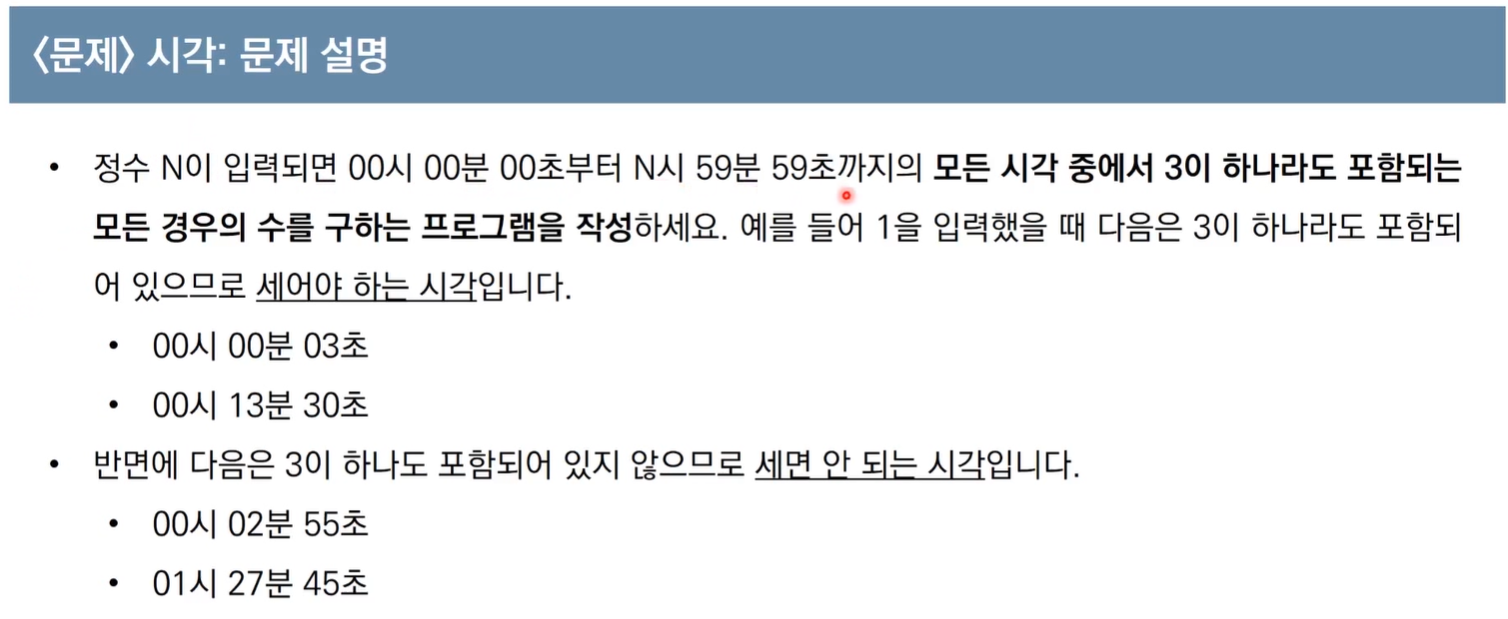 〈문제〉 시각: 문제 설명
• 정수 N이 입력되면 00시 00분 00초부터 N시 59분 59초까지의 모든 시각 중에서 3이 하나라도 포함되는
모든 경우의 수를 구하는 프로그램을 작성하세요. 예를 들어 1을 입력했을 때 다음은 3이 하나라도 포함되
어 있으므로 세어야 하는 시각입니다.
• 00시 00분 03초
• 00시 13분 30초
• 반면에 다음은 3이 하나도 포함되어 있지 않으므로 세면 안 되는 시각입니다.
• 00시 02분 55초
• 01시 27분 45초